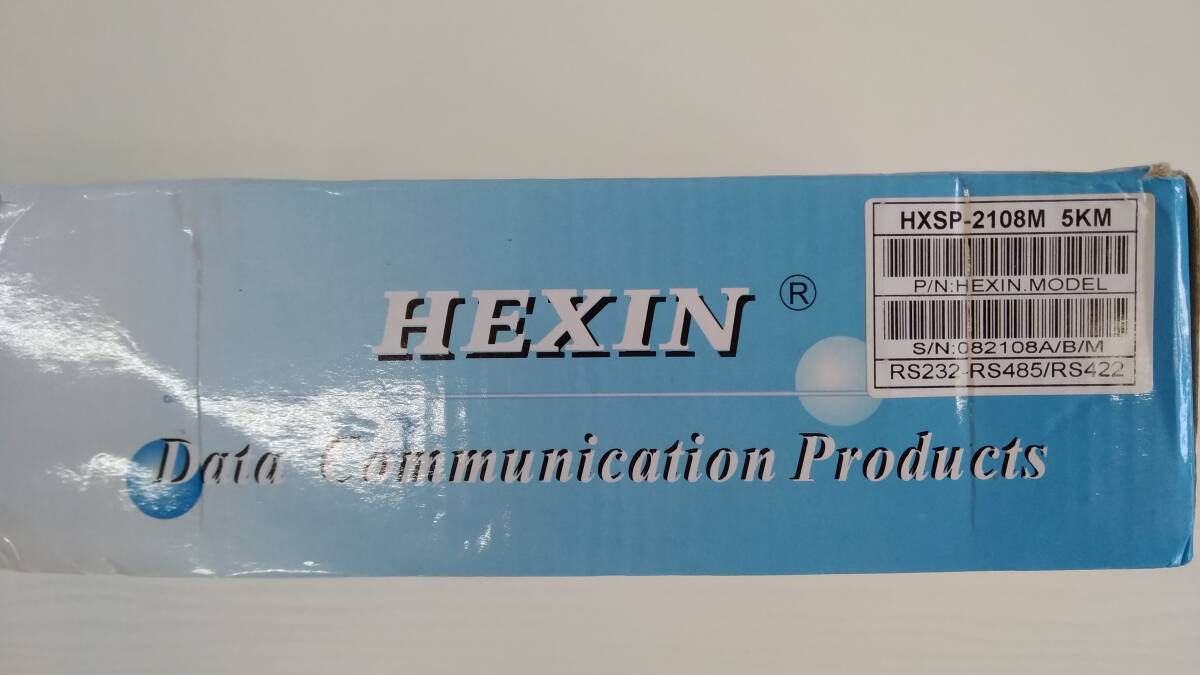 HEXIN ®
Data Communication Products
HXSP-2108M 5KM
P/N:HEXIN.MODEL
S/N:082108A/B/M
RS232-RS485/RS422